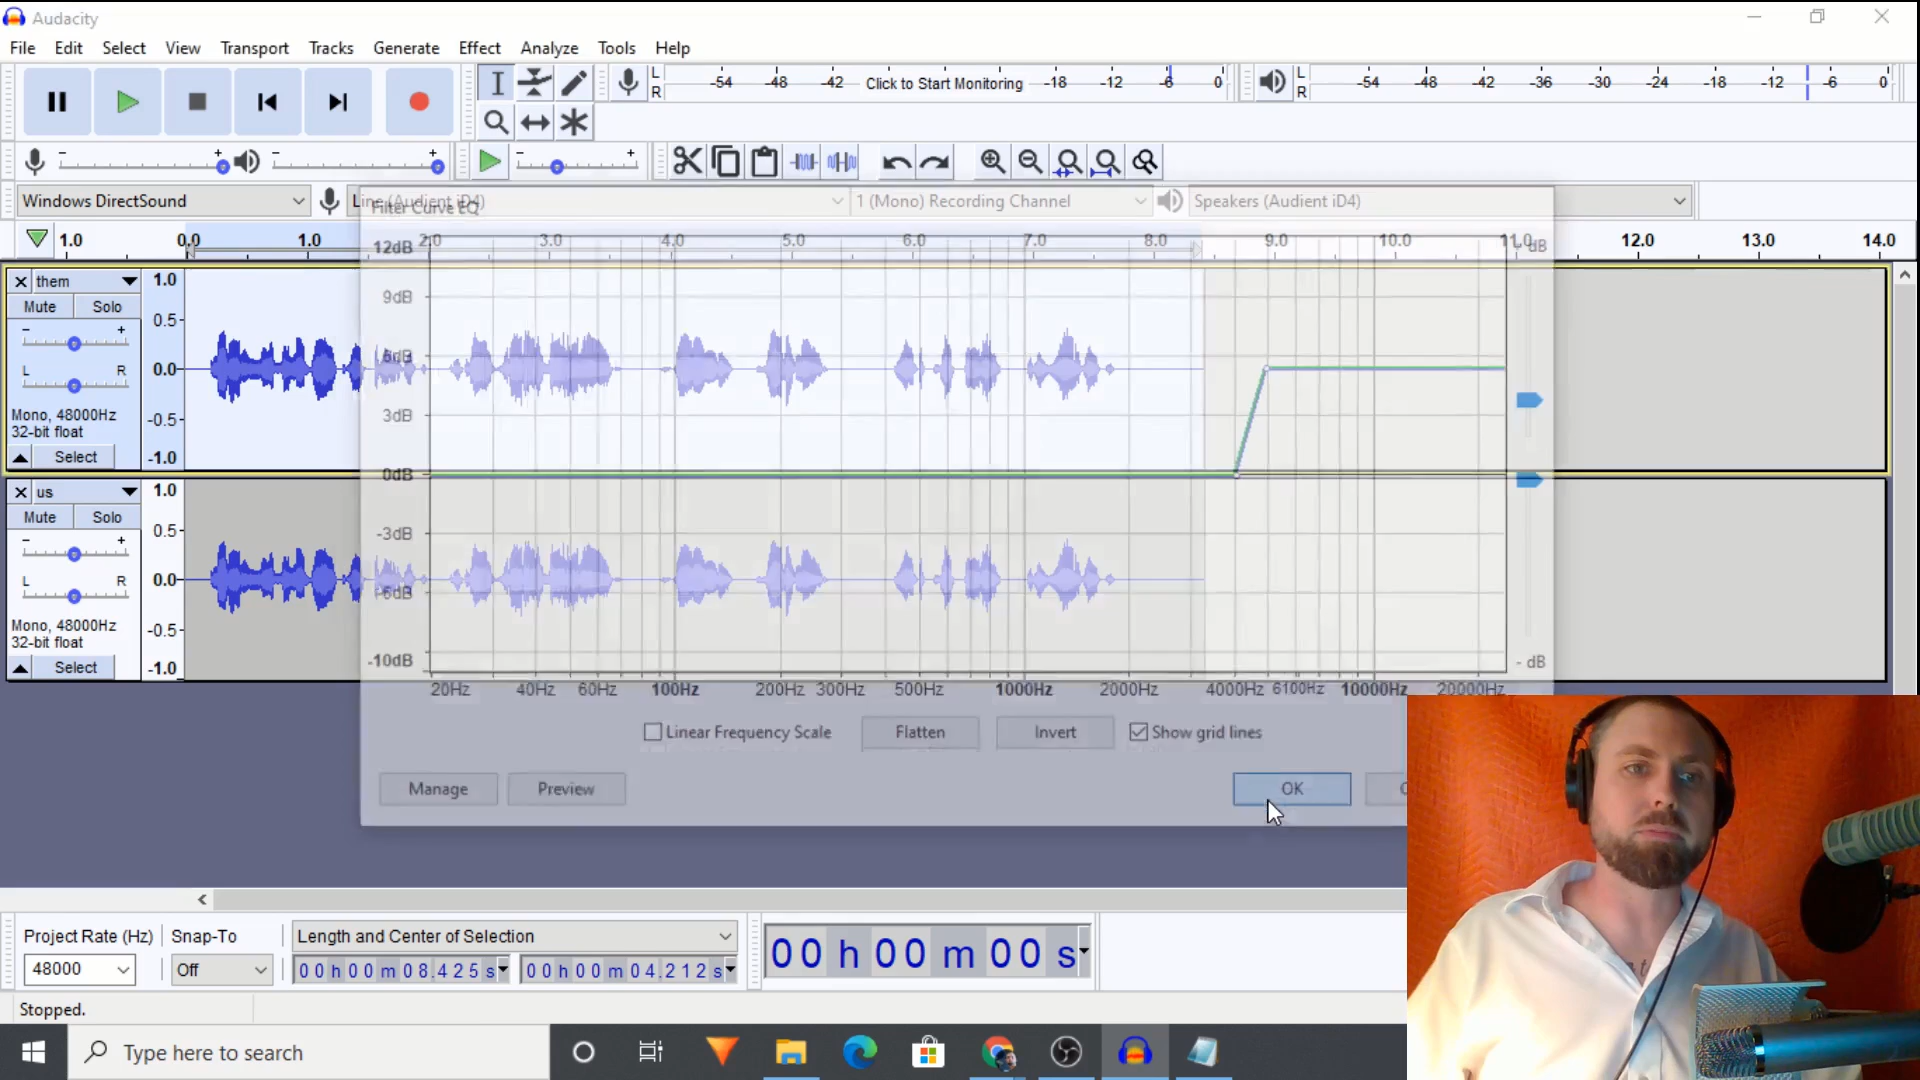 Audacity
File Edit Select View Transport Tracks Generate Effect Analyze Tools Help
L R -54 -48 -42 Click to Start Monitoring -18 -12 -6 0
L R -54 -48 -42 -36 -30 -24 -18 -12 -6 0
- + - + - +
Windows DirectSound Line (Audient iD4) 1 (Mono) Recording Channel Speakers (Audient iD4)
Filter Curve EQ
1.0 0.0 1.0 2.0 3.0 4.0 5.0 6.0 7.0 8.0 9.0 10.0 11.0 12.0 13.0 14.0
12dB
9dB
6dB
3dB
0dB
-3dB
-6dB
-10dB
dB
- dB
them
Mute Solo
- +
L R
Mono, 48000Hz
32-bit float
Select
1.0
0.5
0.0
-0.5
-1.0
us
Mute Solo
- +
L R
Mono, 48000Hz
32-bit float
Select
1.0
0.5
0.0
-0.5
-1.0
20Hz 40Hz 60Hz 100Hz 200Hz 300Hz 500Hz 1000Hz 2000Hz 4000Hz 6100Hz 10000Hz 20000Hz
Linear Frequency Scale Flatten Invert Show grid lines
Manage Preview OK
Project Rate (Hz) Snap-To Length and Center of Selection
48000 Off 00 h 00 m 08.425 s 00 h 00 m 04.212 s
00 h 00 m 00 s
Stopped.
Type here to search